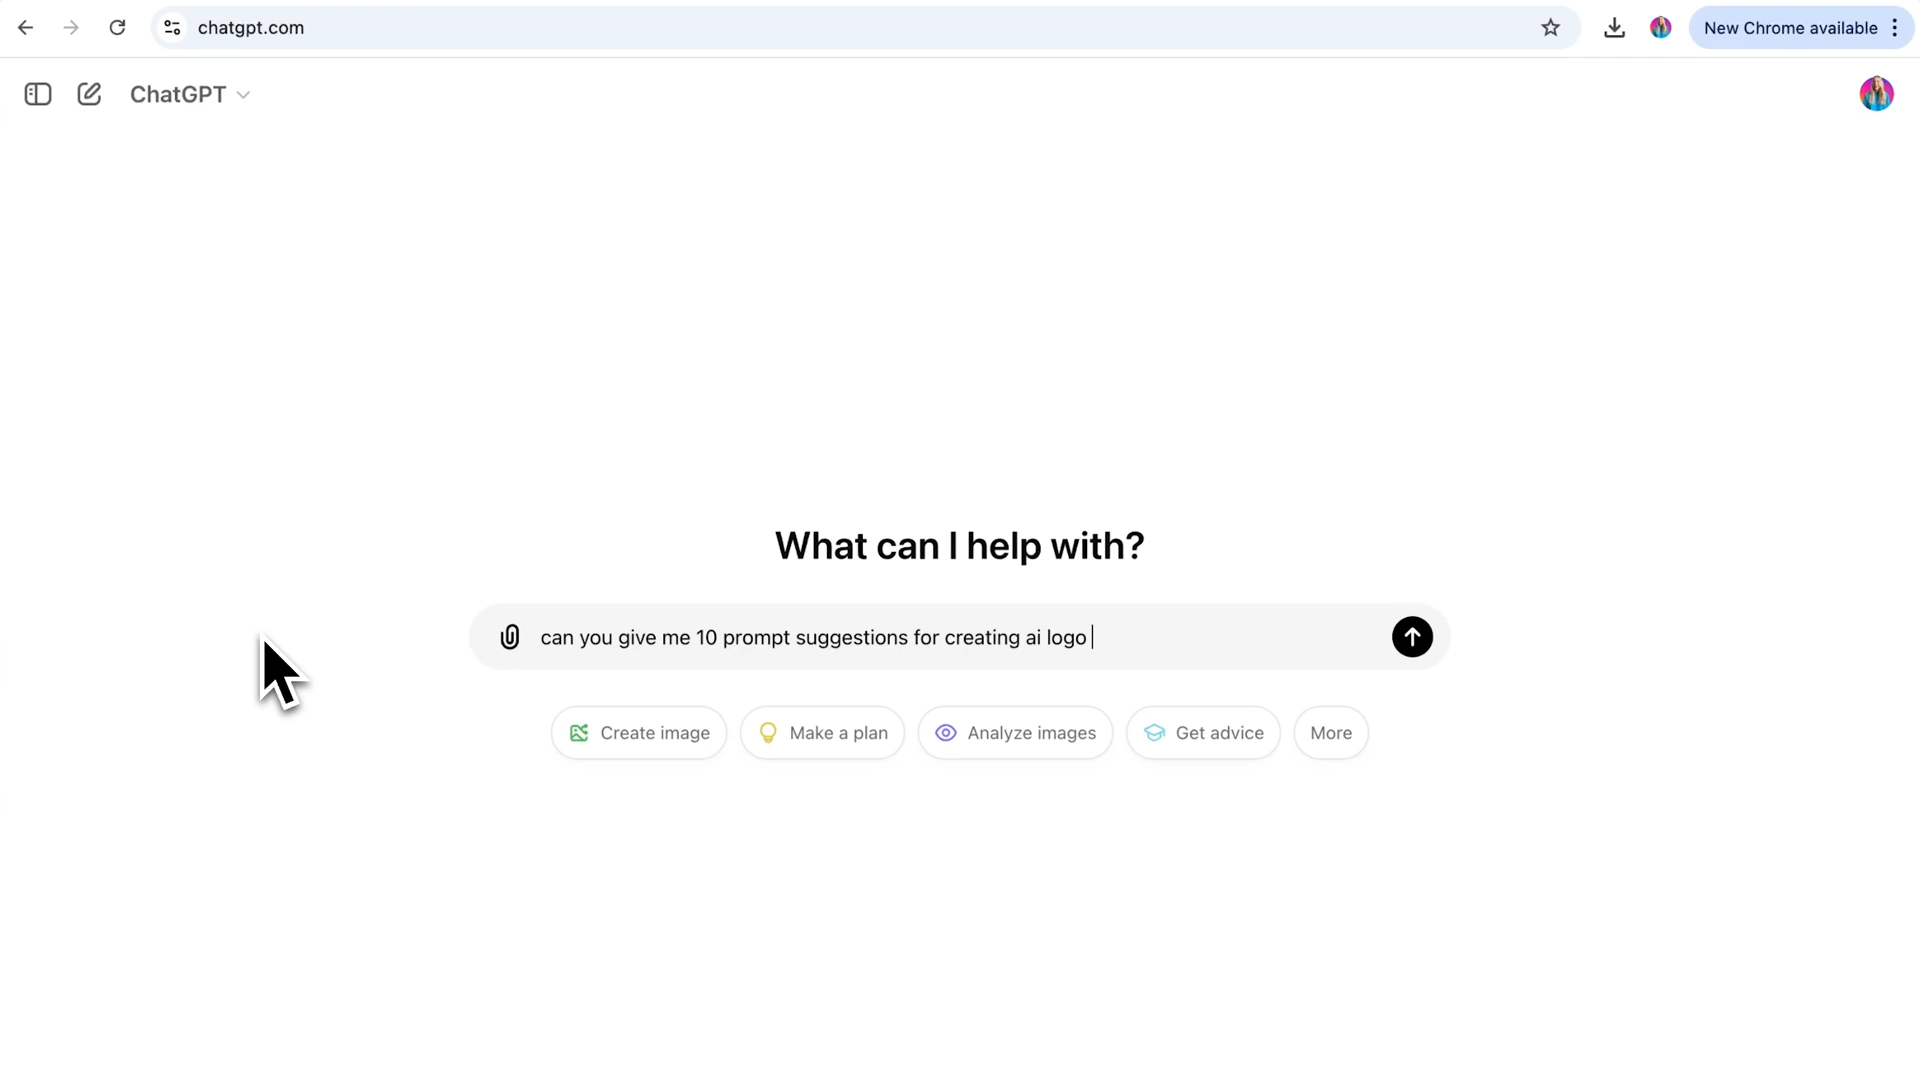 chatgpt.com
New Chrome available
ChatGPT
What can I help with?
can you give me 10 prompt suggestions for creating ai logo
Create image
Make a plan
Analyze images
Get advice
More